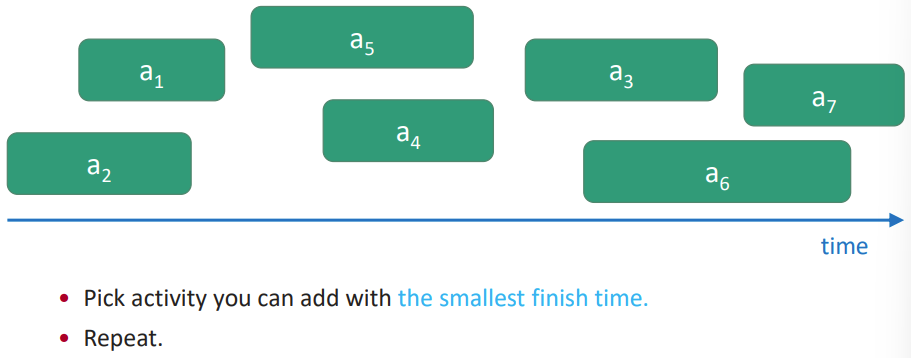 a5
a1
a3
a7
a4
a2
a6
time
• Pick activity you can add with the smallest finish time.
• Repeat.